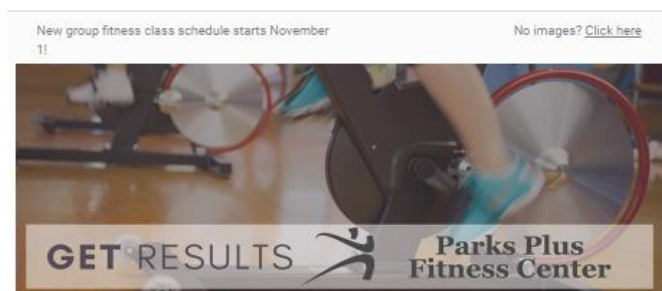 New group fitness class schedule starts November
1!
No images? Click here
GET RESULTS
Parks Plus
Fitness Center